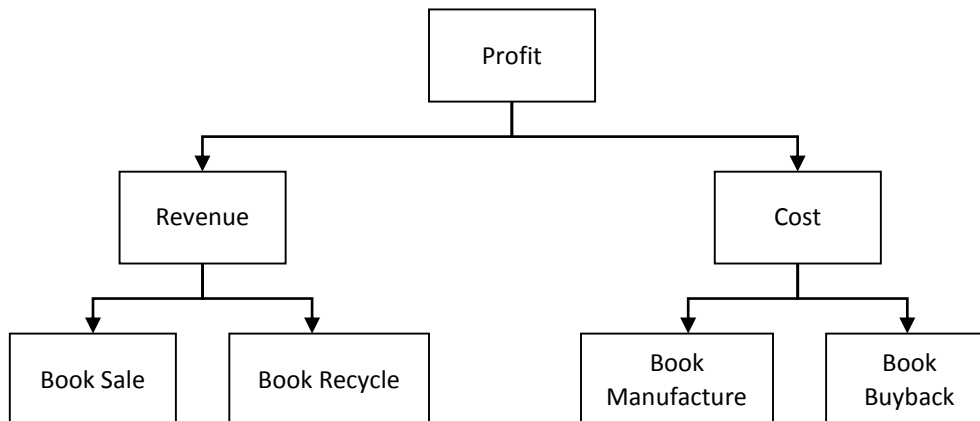 Profit
Revenue
Cost
Book Sale
Book Recycle
Book
Manufacture
Book
Buyback